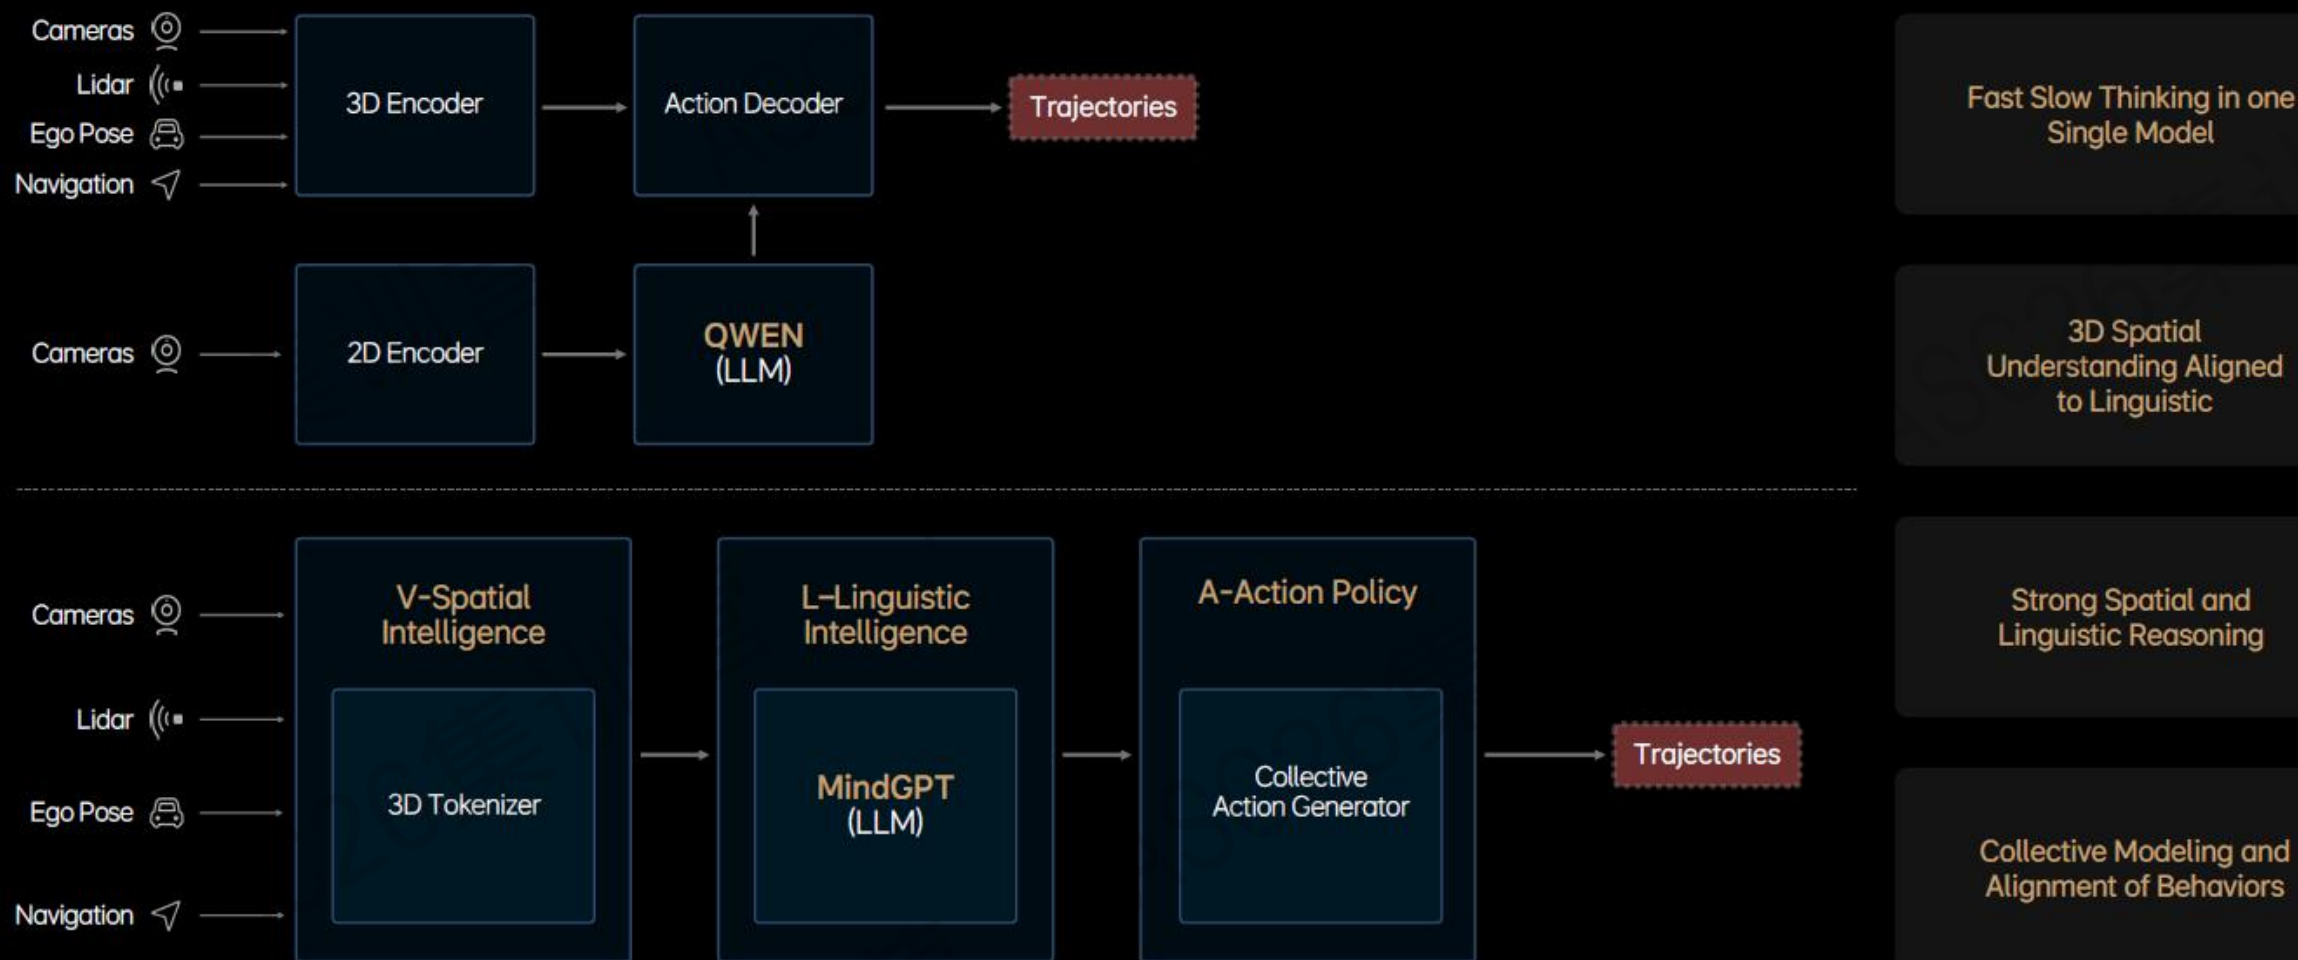 Cameras
Lidar
Ego Pose
Navigation
3D Encoder
Action Decoder
Trajectories
Cameras
2D Encoder
QWEN
(LLM)
Cameras
Lidar
Ego Pose
Navigation
V-Spatial
Intelligence
3D Tokenizer
L–Linguistic
Intelligence
MindGPT
(LLM)
A-Action Policy
Collective
Action Generator
Trajectories
Fast Slow Thinking in one
Single Model
3D Spatial
Understanding Aligned
to Linguistic
Strong Spatial and
Linguistic Reasoning
Collective Modeling and
Alignment of Behaviors